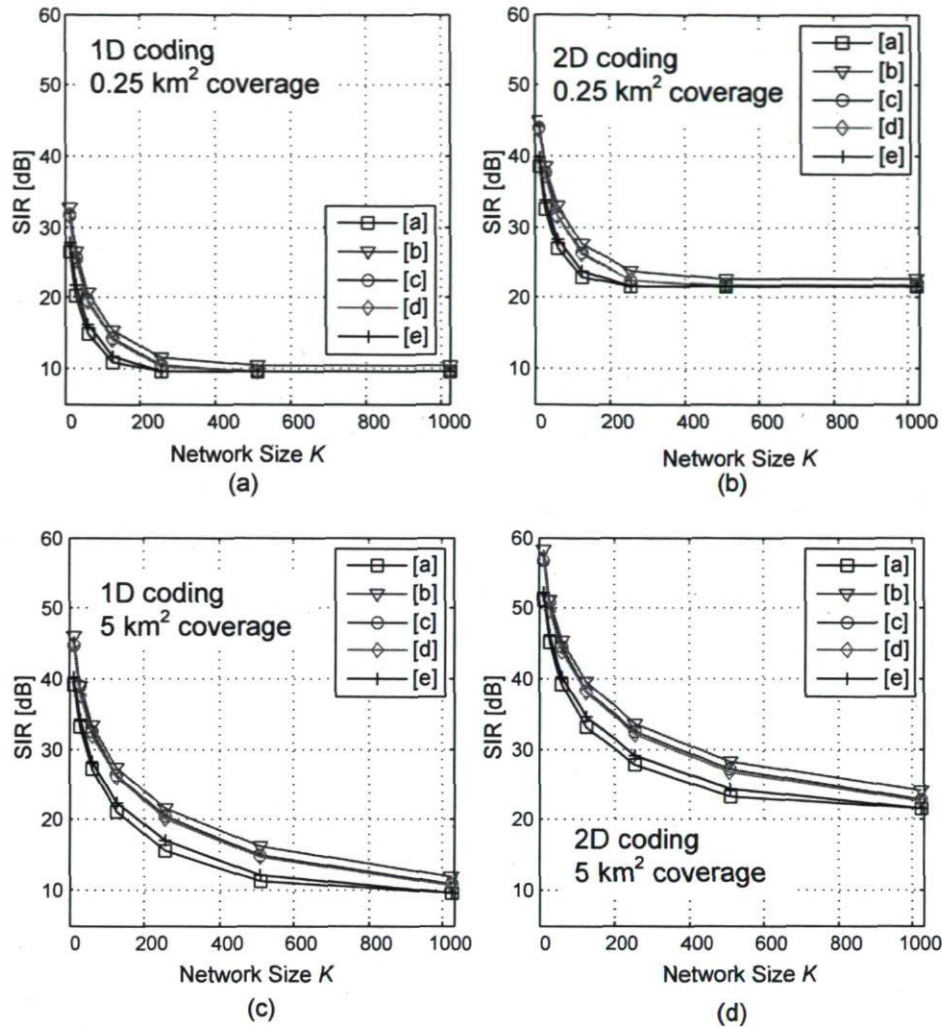 60
50
40
30
20
10
SIR [dB]
1D coding
0.25 km² coverage
[a]
[b]
[c]
[d]
[e]
0 200 400 600 800 1000
Network Size K
(a)
60
50
40
30
20
10
SIR [dB]
2D coding
0.25 km² coverage
[a]
[b]
[c]
[d]
[e]
0 200 400 600 800 1000
Network Size K
(b)
60
50
40
30
20
10
SIR [dB]
1D coding
5 km² coverage
[a]
[b]
[c]
[d]
[e]
0 200 400 600 800 1000
Network Size K
(c)
60
50
40
30
20
10
SIR [dB]
[a]
[b]
[c]
[d]
[e]
2D coding
5 km² coverage
0 200 400 600 800 1000
Network Size K
(d)